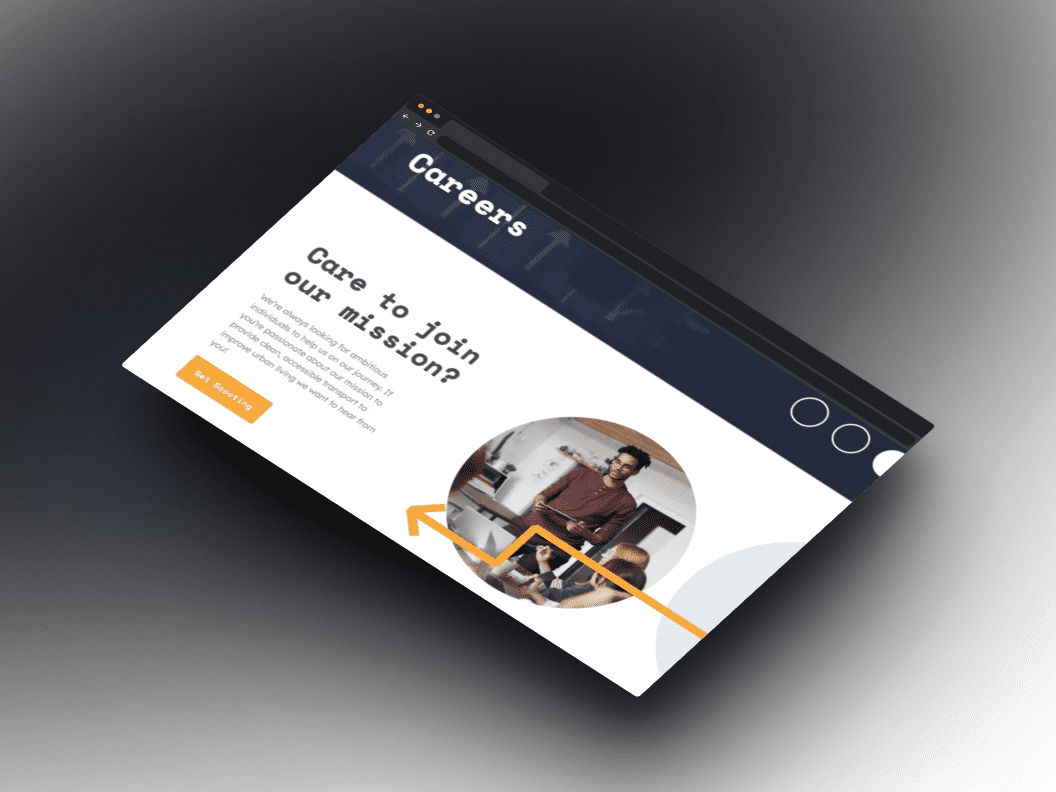 Careers
Care to join
our mission?
We're always looking for ambitious
individuals to help us on our journey. If
you're passionate about our mission to
provide clean, accessible transport to
improve urban living we want to hear from
you!
Get Scooting